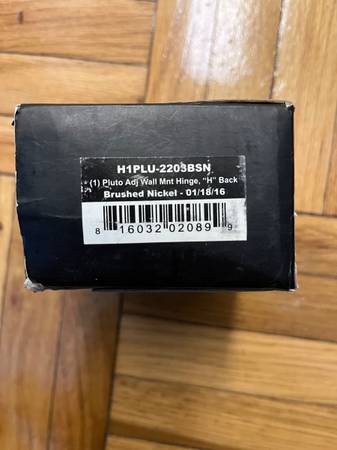 H1PLU-2203BSN
(1) Pluto Adj Wall Mnt Hinge, “H” Back
Brushed Nickel - 01/18/16
8 16032 02089 9